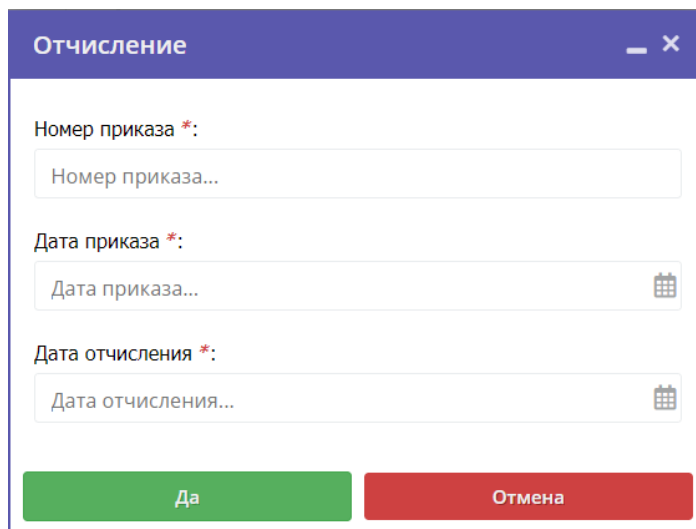 Отчисление
Номер приказа *:
Номер приказа...
Дата приказа *:
Дата приказа...
Дата отчисления *:
Дата отчисления...
Да Отмена